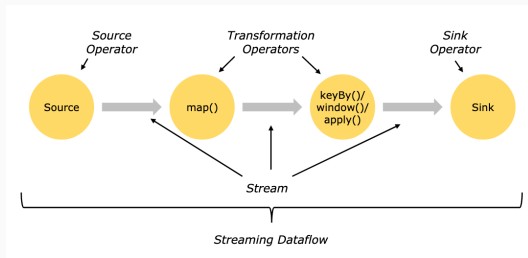 Source
Operator
Transformation
Operators
Sink
Operator
Source
map()
keyBy()/
window()/
apply()
Sink
Stream
Streaming Dataflow